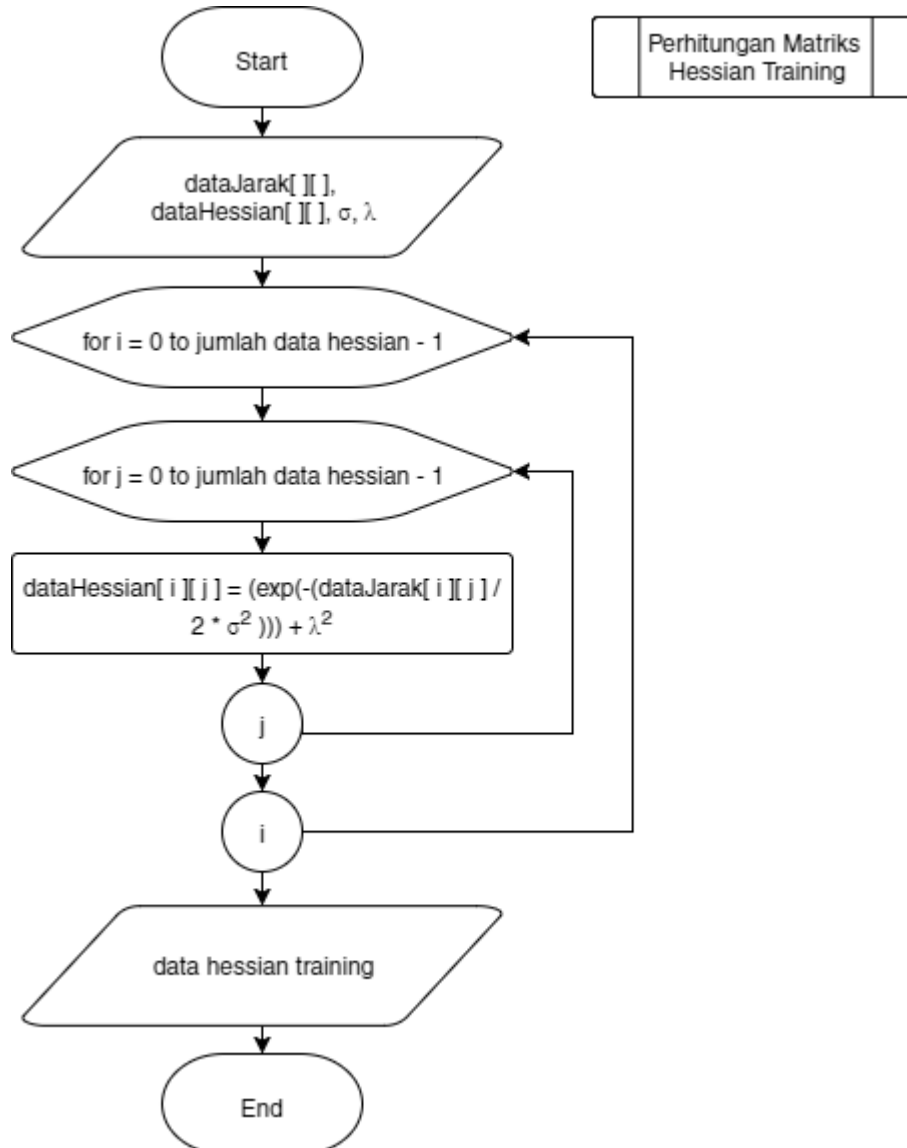 Start
Perhitungan Matriks
Hessian Training
dataJarak[ ][ ],
dataHessian[ ][ ], σ, λ
for i = 0 to jumlah data hessian - 1
for j = 0 to jumlah data hessian - 1
dataHessian[ i ][ j ] = (exp(-(dataJarak[ i ][ j ] /
2 * σ² ))) + λ²
j
i
data hessian training
End